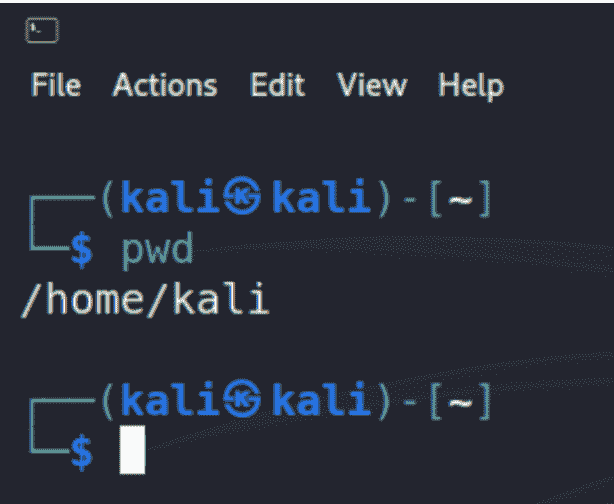 File Actions Edit View Help
┌──(kali㉿kali)-[~]
└─$ pwd
/home/kali
┌──(kali㉿kali)-[~]
└─$